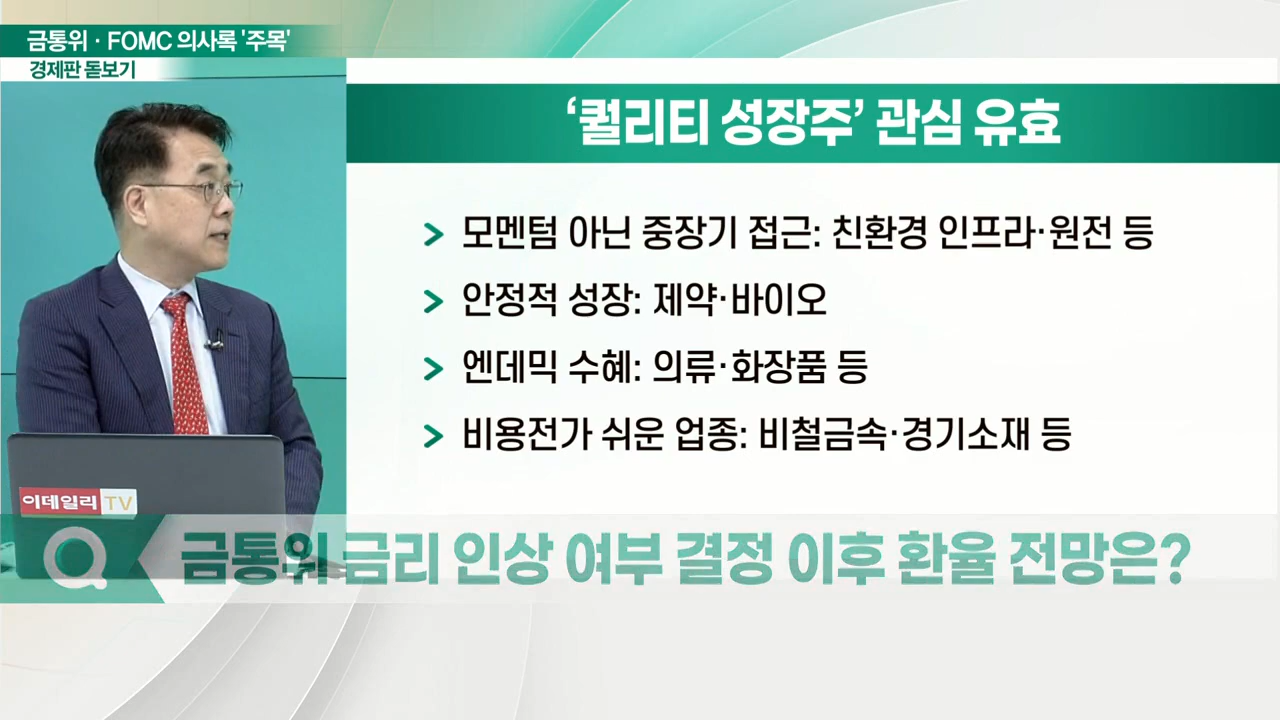 금통위·FOMC 의사록 '주목'
경제판 돋보기
‘퀄리티 성장주’ 관심 유효
> 모멘텀 아닌 중장기 접근: 친환경 인프라·원전 등
> 안정적 성장: 제약·바이오
> 엔데믹 수혜: 의류·화장품 등
> 비용전가 쉬운 업종: 비철금속·경기소재 등
이데일리 TV
Q 금통위 금리 인상 여부 결정 이후 환율 전망은?